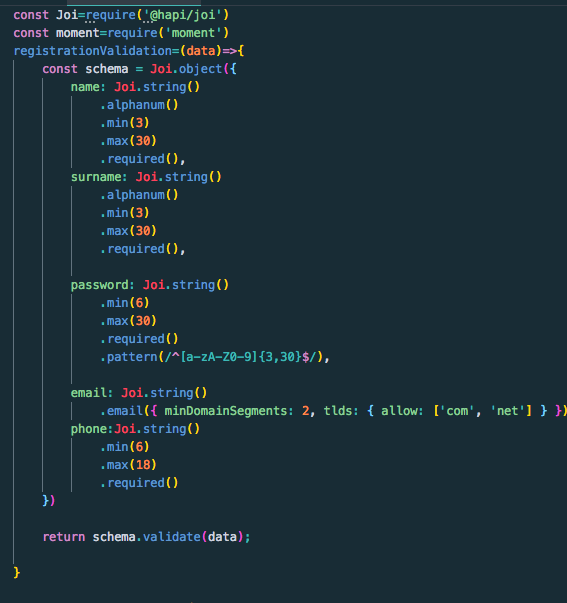 const Joi=require('@hapi/joi')
const moment=require('moment')
registrationValidation=(data)=>{
    const schema = Joi.object({
        name: Joi.string()
            .alphanum()
            .min(3)
            .max(30)
            .required(),
        surname: Joi.string()
            .alphanum()
            .min(3)
            .max(30)
            .required(),
        password: Joi.string()
            .min(6)
            .max(30)
            .required()
            .pattern(/^[a-zA-Z0-9]{3,30}$/),
        email: Joi.string()
            .email({ minDomainSegments: 2, tlds: { allow: ['com', 'net'] } })
        phone:Joi.string()
            .min(6)
            .max(18)
            .required()
    })
    return schema.validate(data);
}